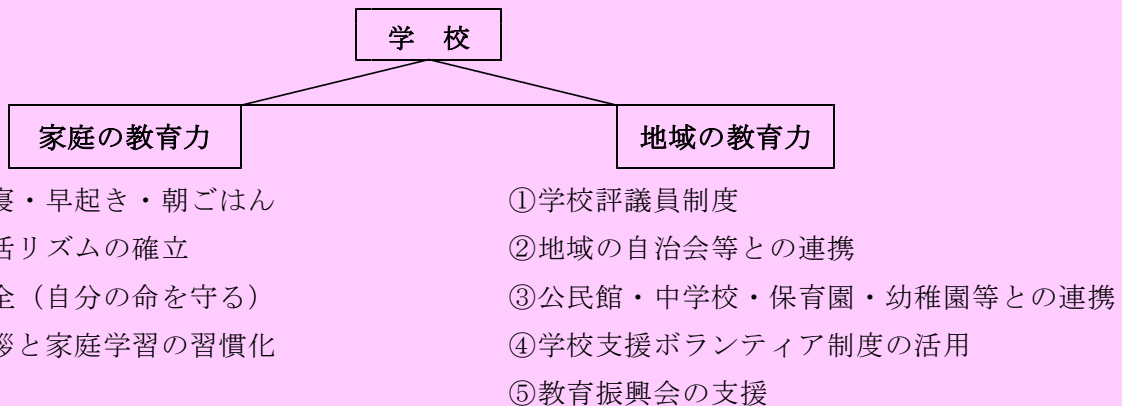 学 校
家庭の教育力
地域の教育力
寝・早起き・朝ごはん
活リズムの確立
全（自分の命を守る）
拶と家庭学習の習慣化
①学校評議員制度
②地域の自治会等との連携
③公民館・中学校・保育園・幼稚園等との連携
④学校支援ボランティア制度の活用
⑤教育振興会の支援